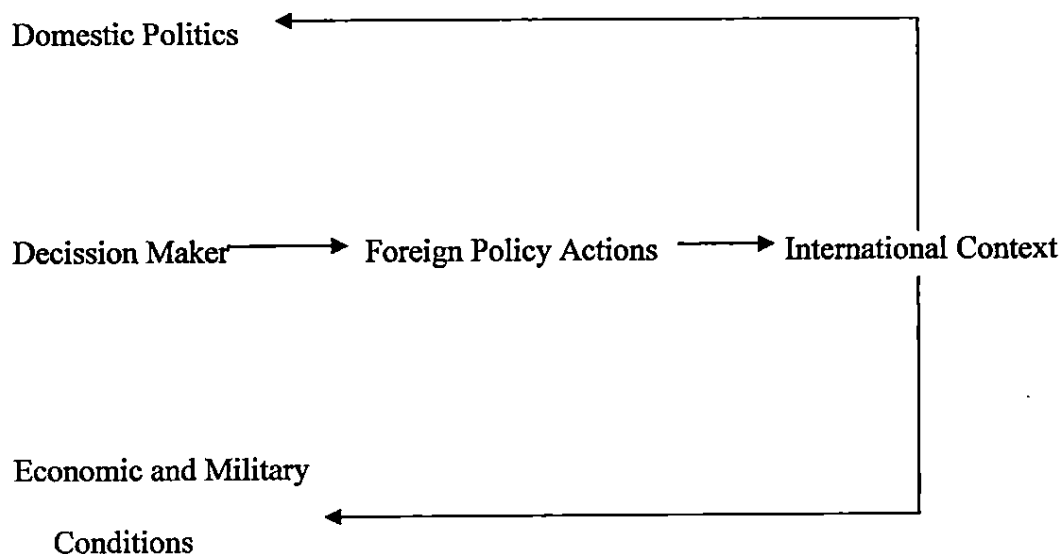 Domestic Politics
Decission Maker Foreign Policy Actions International Context
Economic and Military
Conditions